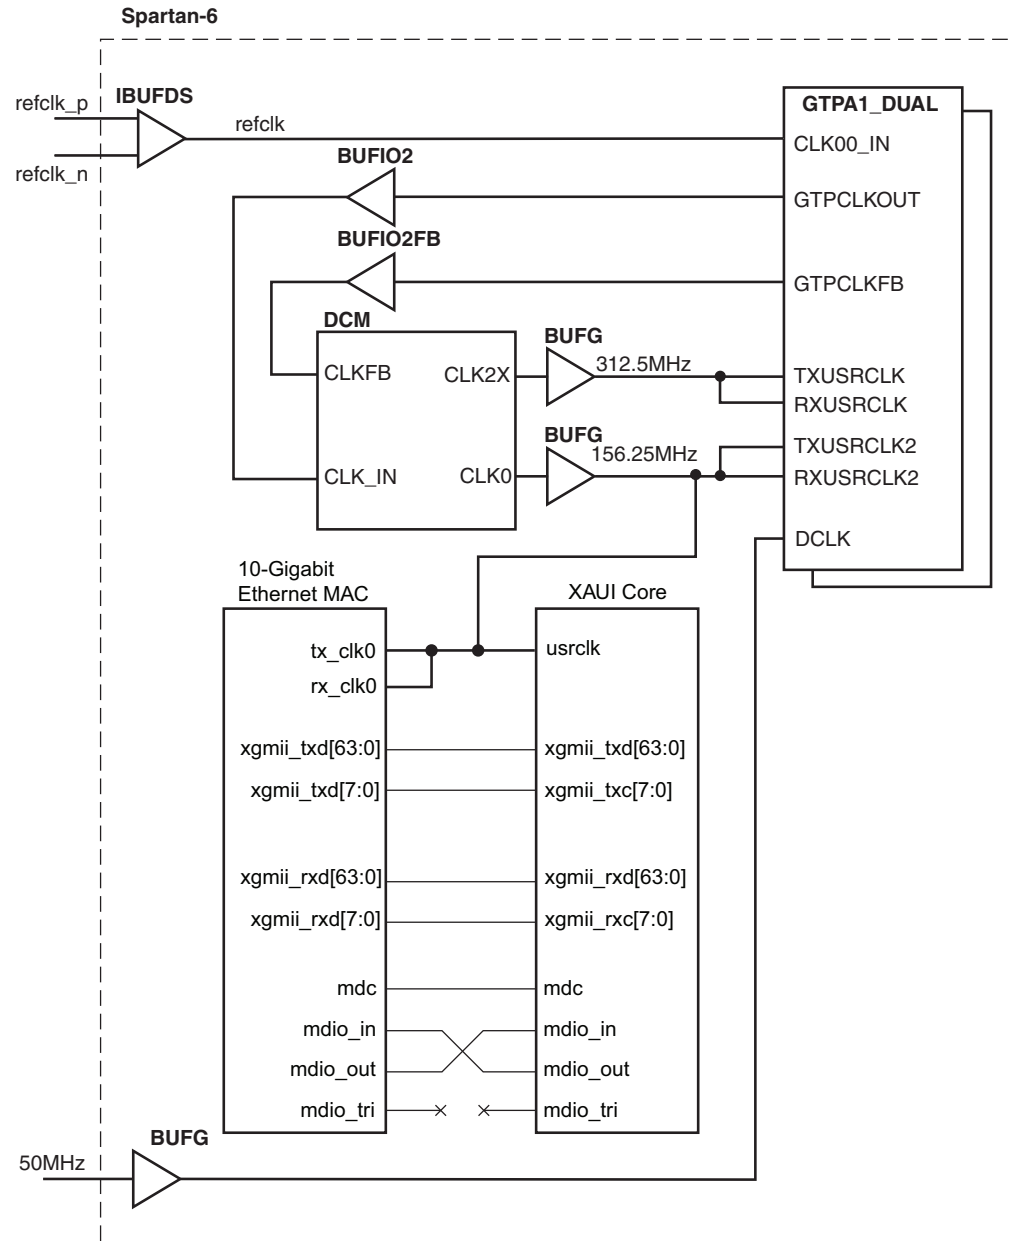 Spartan-6
refclk_p
IBUFDS
refclk
refclk_n
GTPA1_DUAL
CLK00_IN
BUFIO2
GTPCLKOUT
BUFIO2FB
GTPCLKFB
DCM
CLKFB
CLK2X
BUFG
312.5MHz
TXUSRCLK
RXUSRCLK
BUFG
156.25MHz
TXUSRCLK2
RXUSRCLK2
CLK_IN
CLK0
DCLK
10-Gigabit
Ethernet MAC
XAUI Core
tx_clk0
usrclk
rx_clk0
xgmii_txd[63:0]
xgmii_txd[63:0]
xgmii_txd[7:0]
xgmii_txc[7:0]
xgmii_rxd[63:0]
xgmii_rxd[63:0]
xgmii_rxd[7:0]
xgmii_rxc[7:0]
mdc
mdc
mdio_in
mdio_in
mdio_out
mdio_out
mdio_tri
mdio_tri
BUFG
50MHz